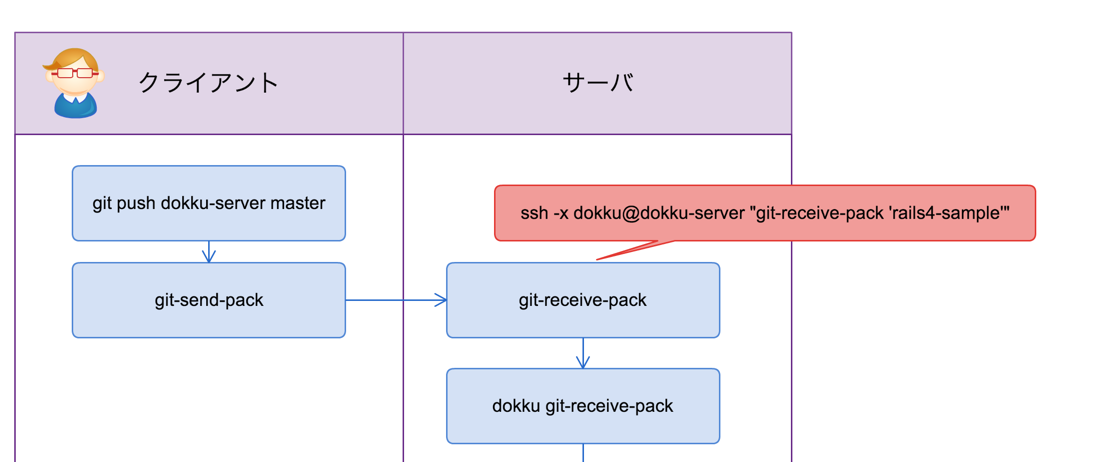 クライアント
サーバ
git push dokku-server master
ssh -x dokku@dokku-server "git-receive-pack 'rails4-sample'"
git-send-pack
git-receive-pack
dokku git-receive-pack